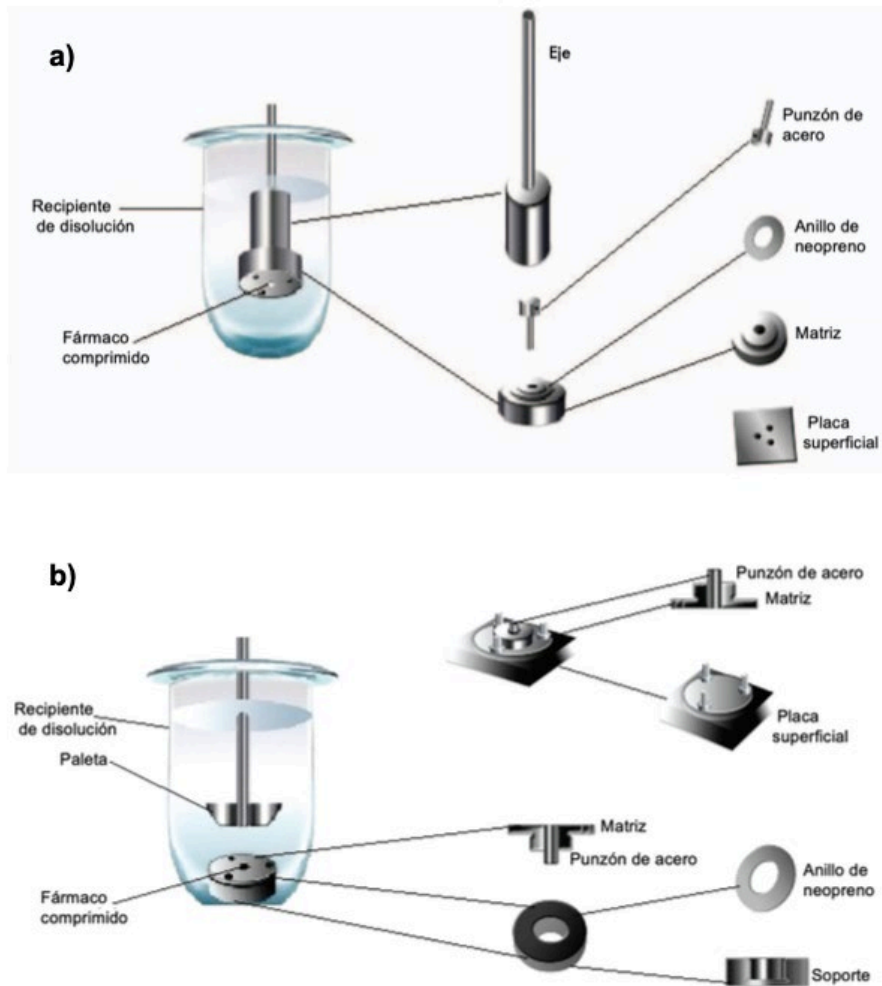 a)
Eje
Punzón de
acero
Recipiente
de disolución
Anillo de
neopreno
Fármaco
comprimido
Matriz
Placa
superficial
b)
Punzón de acero
Matriz
Recipiente
de disolución
Placa
superficial
Paleta
Matriz
Punzón de acero
Anillo de
neopreno
Fármaco
comprimido
Soporte